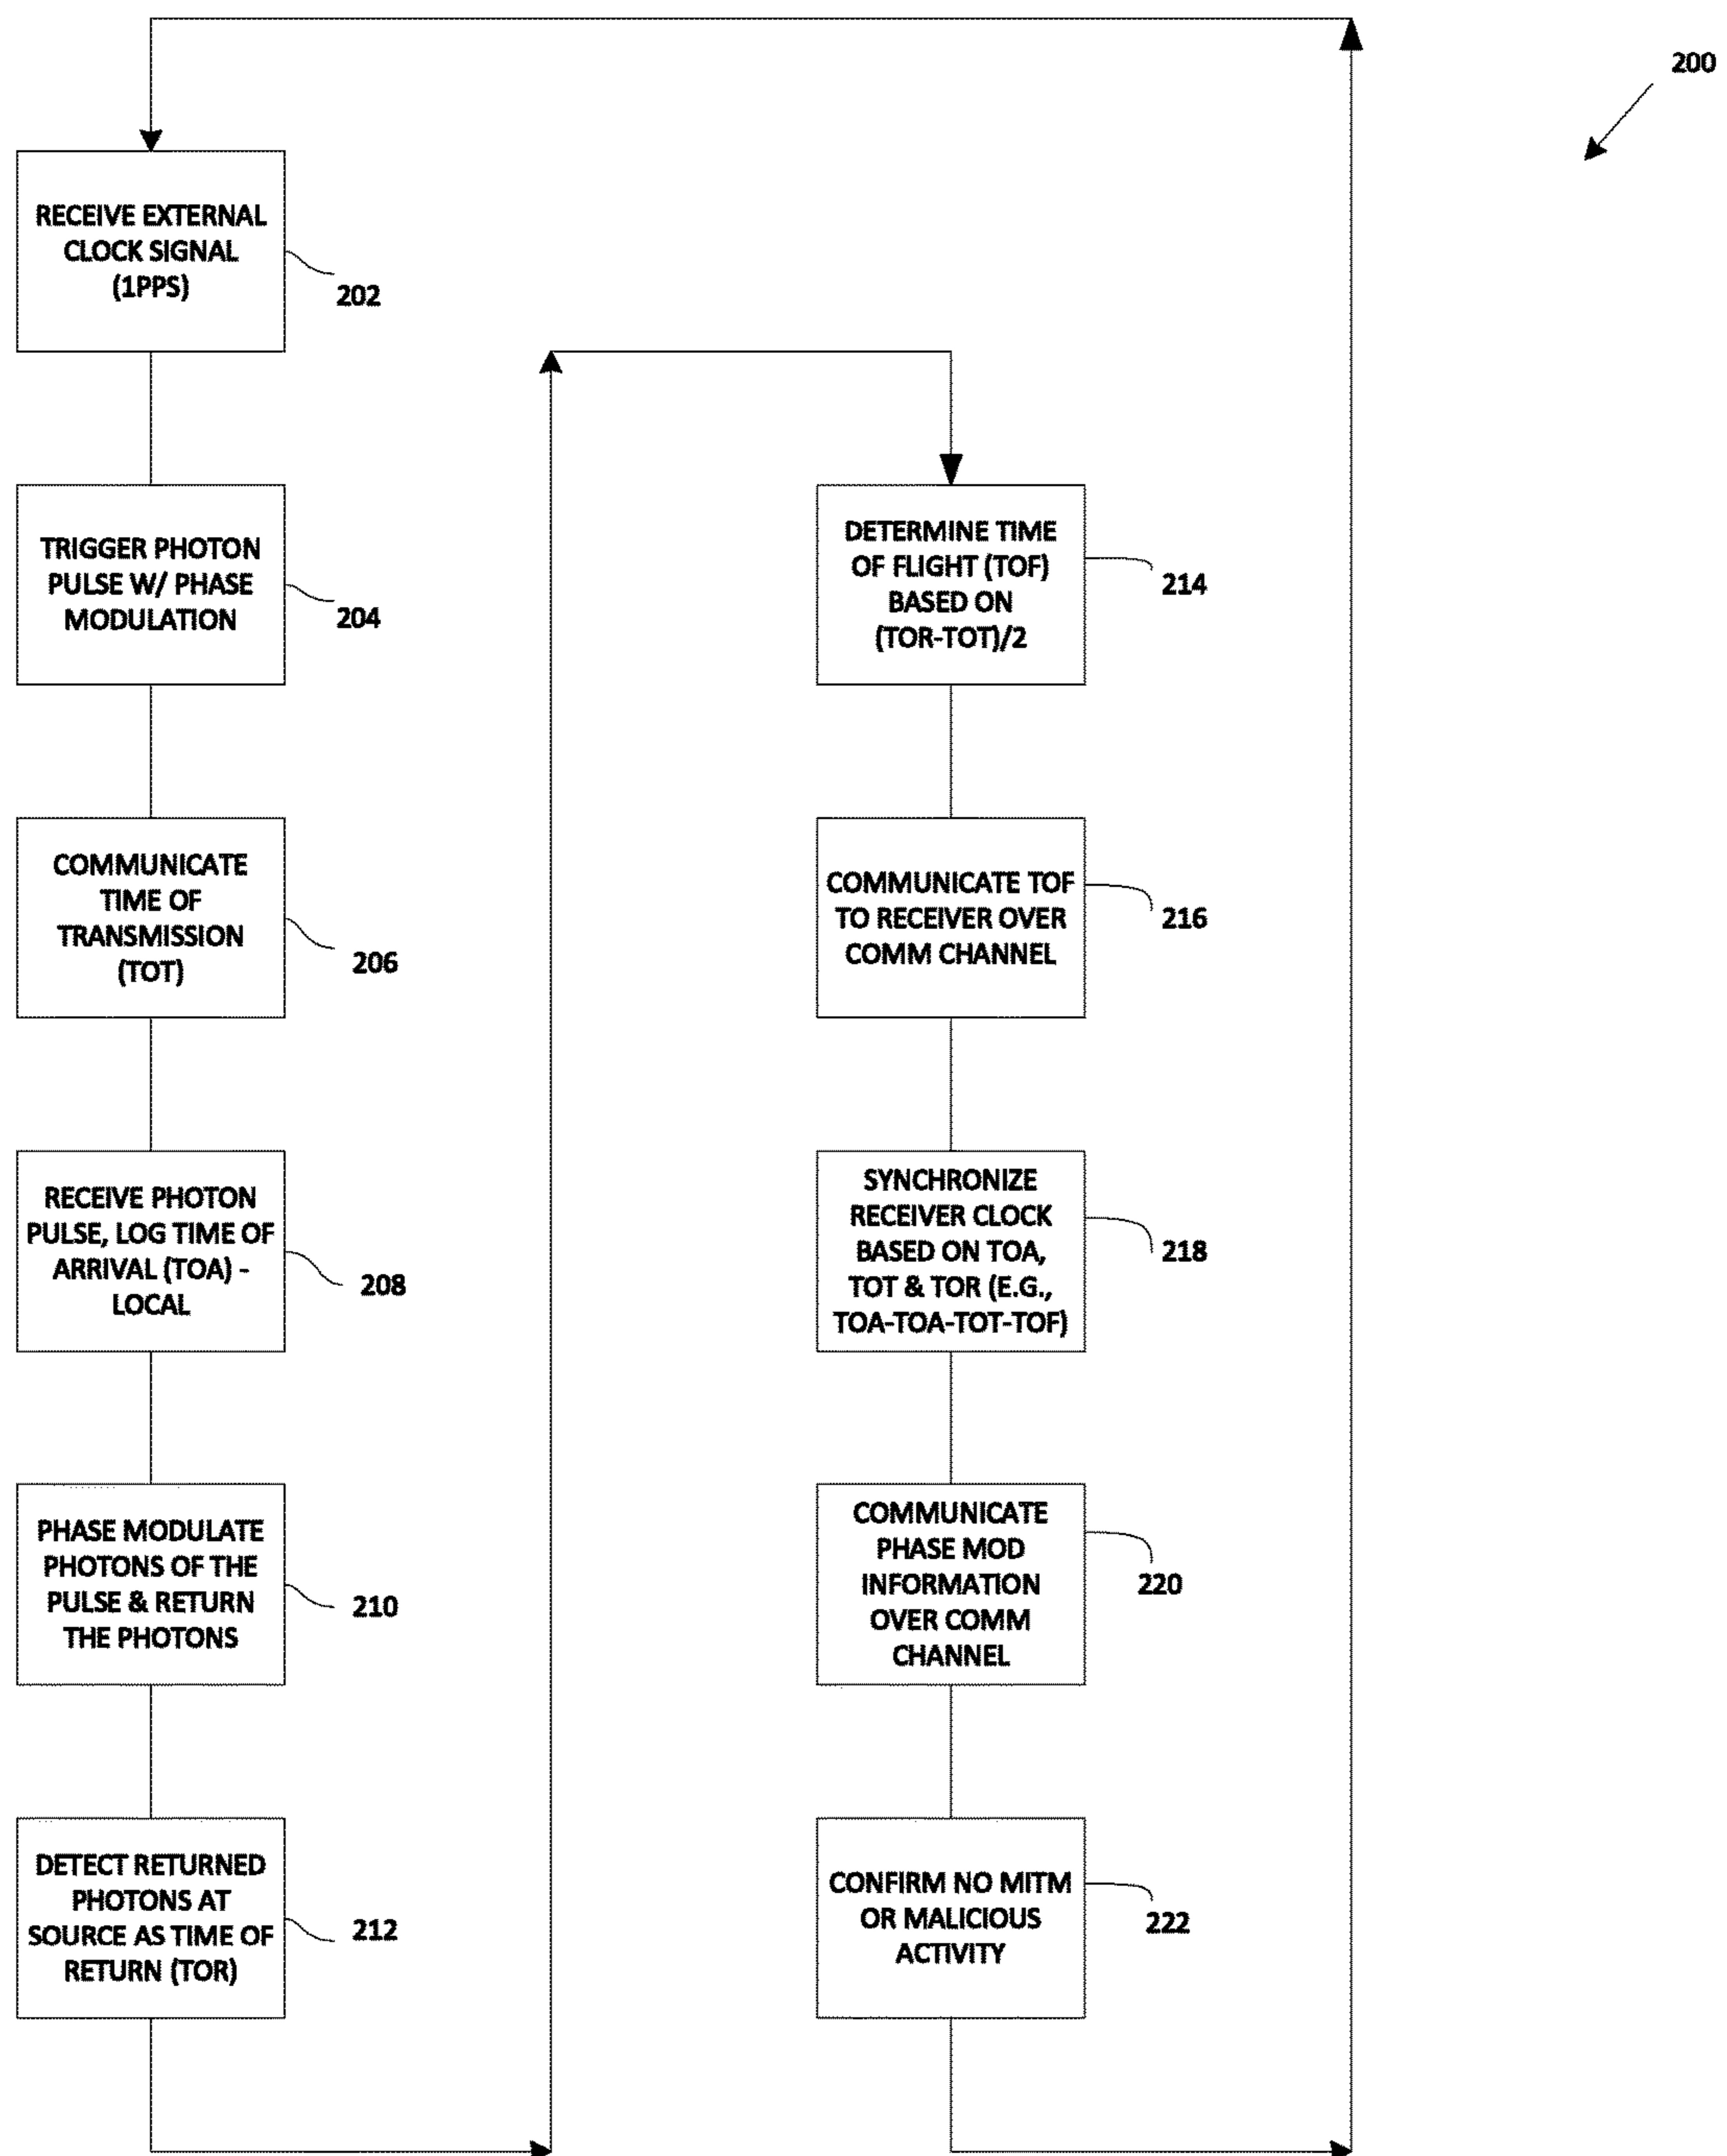 200
RECEIVE EXTERNAL
CLOCK SIGNAL
(1PPS)
202
TRIGGER PHOTON
PULSE W/ PHASE
MODULATION
204
COMMUNICATE
TIME OF
TRANSMISSION
(TOT)
206
RECEIVE PHOTON
PULSE, LOG TIME OF
ARRIVAL (TOA) -
LOCAL
208
PHASE MODULATE
PHOTONS OF THE
PULSE & RETURN
THE PHOTONS
210
DETECT RETURNED
PHOTONS AT
SOURCE AS TIME OF
RETURN (TOR)
212
DETERMINE TIME
OF FLIGHT (TOF)
BASED ON
(TOR-TOT)/2
214
COMMUNICATE TOF
TO RECEIVER OVER
COMM CHANNEL
216
SYNCHRONIZE
RECEIVER CLOCK
BASED ON TOA,
TOT & TOR (E.G.,
TOA-TOA-TOT-TOF)
218
COMMUNICATE
PHASE MOD
INFORMATION
OVER COMM
CHANNEL
220
CONFIRM NO MITM
OR MALICIOUS
ACTIVITY
222